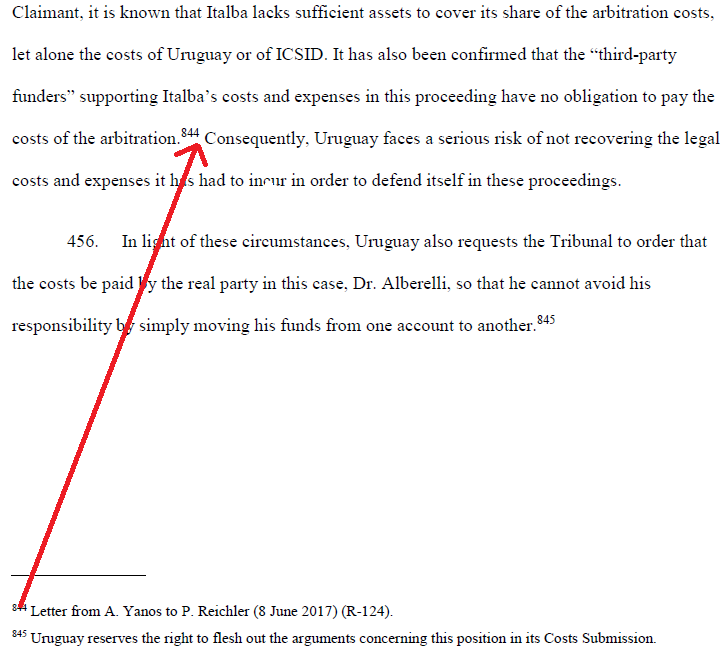 Claimant, it is known that Italba lacks sufficient assets to cover its share of the arbitration costs,
let alone the costs of Uruguay or of ICSID. It has also been confirmed that the “third-party
funders” supporting Italba’s costs and expenses in this proceeding have no obligation to pay the
costs of the arbitration.844 Consequently, Uruguay faces a serious risk of not recovering the legal
costs and expenses it has had to incur in order to defend itself in these proceedings.
456. In light of these circumstances, Uruguay also requests the Tribunal to order that
the costs be paid by the real party in this case, Dr. Alberelli, so that he cannot avoid his
responsibility by simply moving his funds from one account to another.845
844 Letter from A. Yanos to P. Reichler (8 June 2017) (R-124).
845 Uruguay reserves the right to flesh out the arguments concerning this position in its Costs Submission.